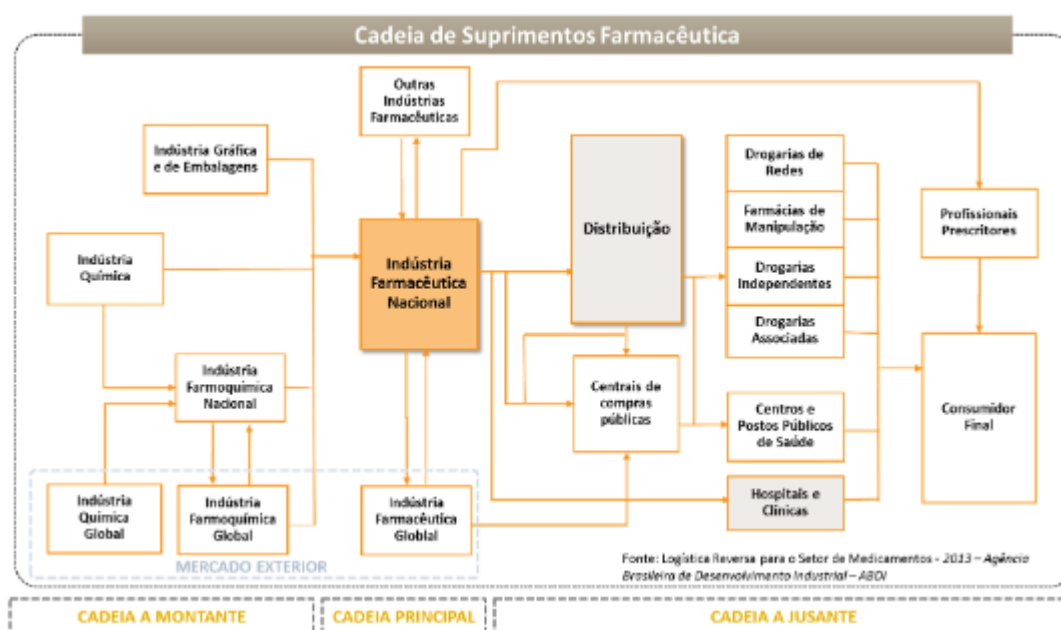 Cadeia de Suprimentos Farmacêutica
Outras
Indústrias
Farmacêuticas
Indústria Gráfica
e de Embalagens
Drogarias de
Redes
Distribuição
Farmácias de
Manipulação
Profissionais
Prescritores
Indústria
Química
Indústria
Farmacêutica
Nacional
Drogarias
Independentes
Drogarias
Associadas
Indústria
Farmoquímica
Nacional
Centrais de
compras
públicas
Centros e
Postos Públicos
de Saúde
Consumidor
Final
Indústria
Química
Global
Indústria
Farmoquímica
Global
Indústria
Farmacêutica
Globlal
Hospitais e
Clínicas
MERCADO EXTERIOR
Fonte: Logística Reversa para o Setor de Medicamentos - 2013 – Agência
Brasileira de Desenvolvimento Industrial – ABDI
CADEIA A MONTANTE
CADEIA PRINCIPAL
CADEIA A JUSANTE